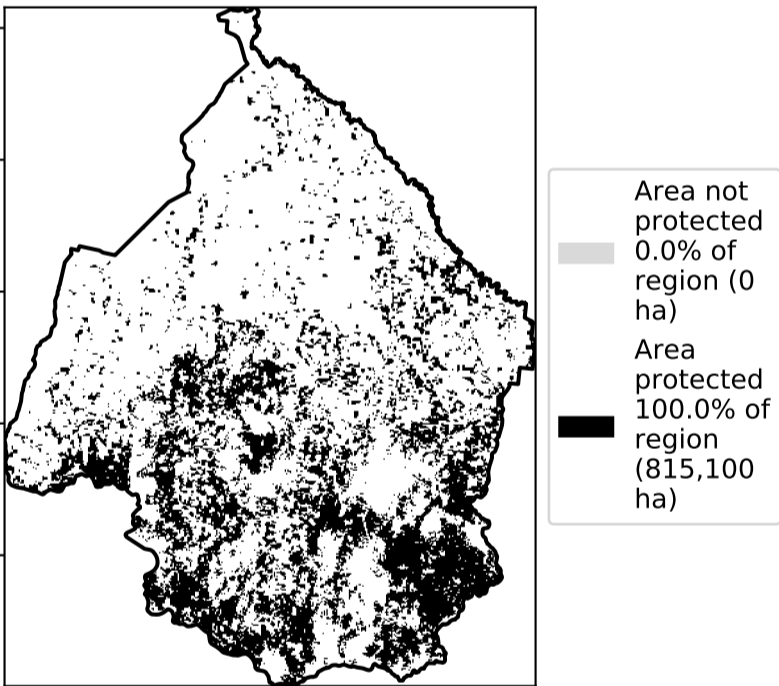 Area not
protected
0.0% of
region (0
ha)
Area
protected
100.0% of
region
(815,100
ha)